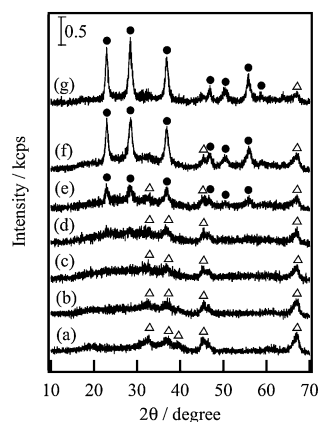 0.5
(g)
(f)
(e)
(d)
(c)
(b)
(a)
Intensity / kcps
10 20 30 40 50 60 70
2θ / degree